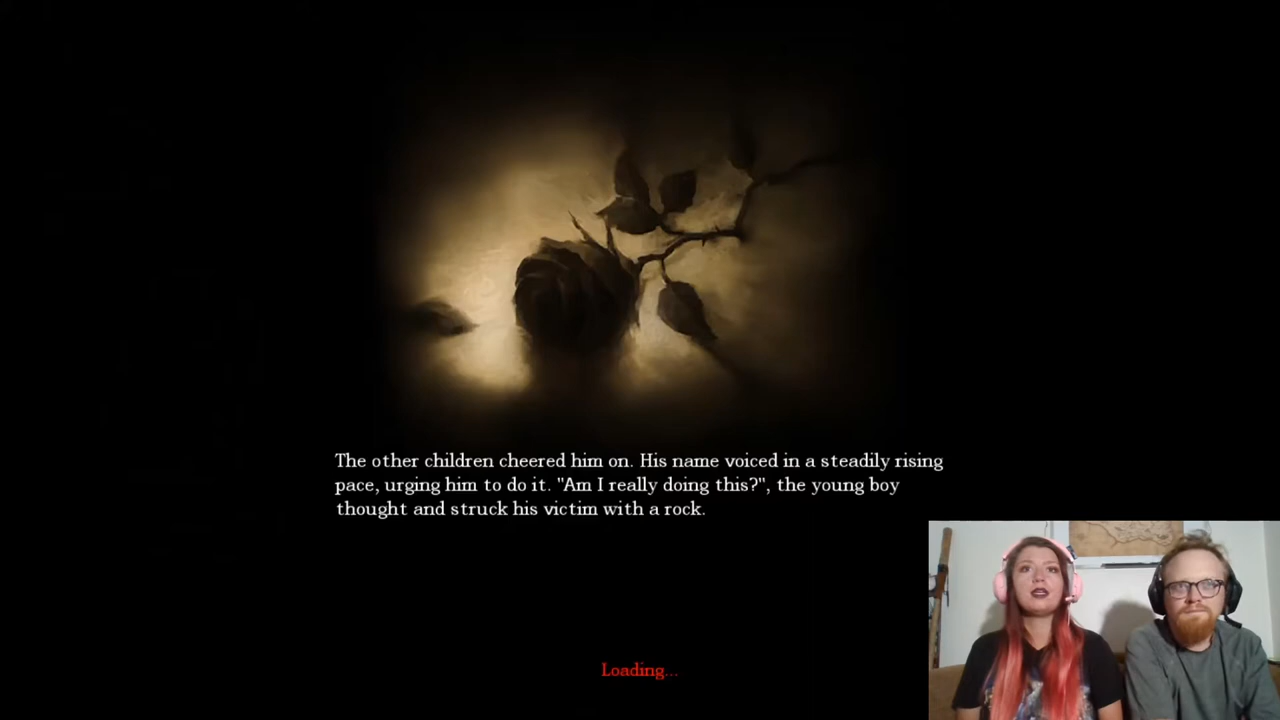 The other children cheered him on. His name voiced in a steadily rising
pace, urging him to do it. "Am I really doing this?", the young boy
thought and struck his victim with a rock.
Loading...